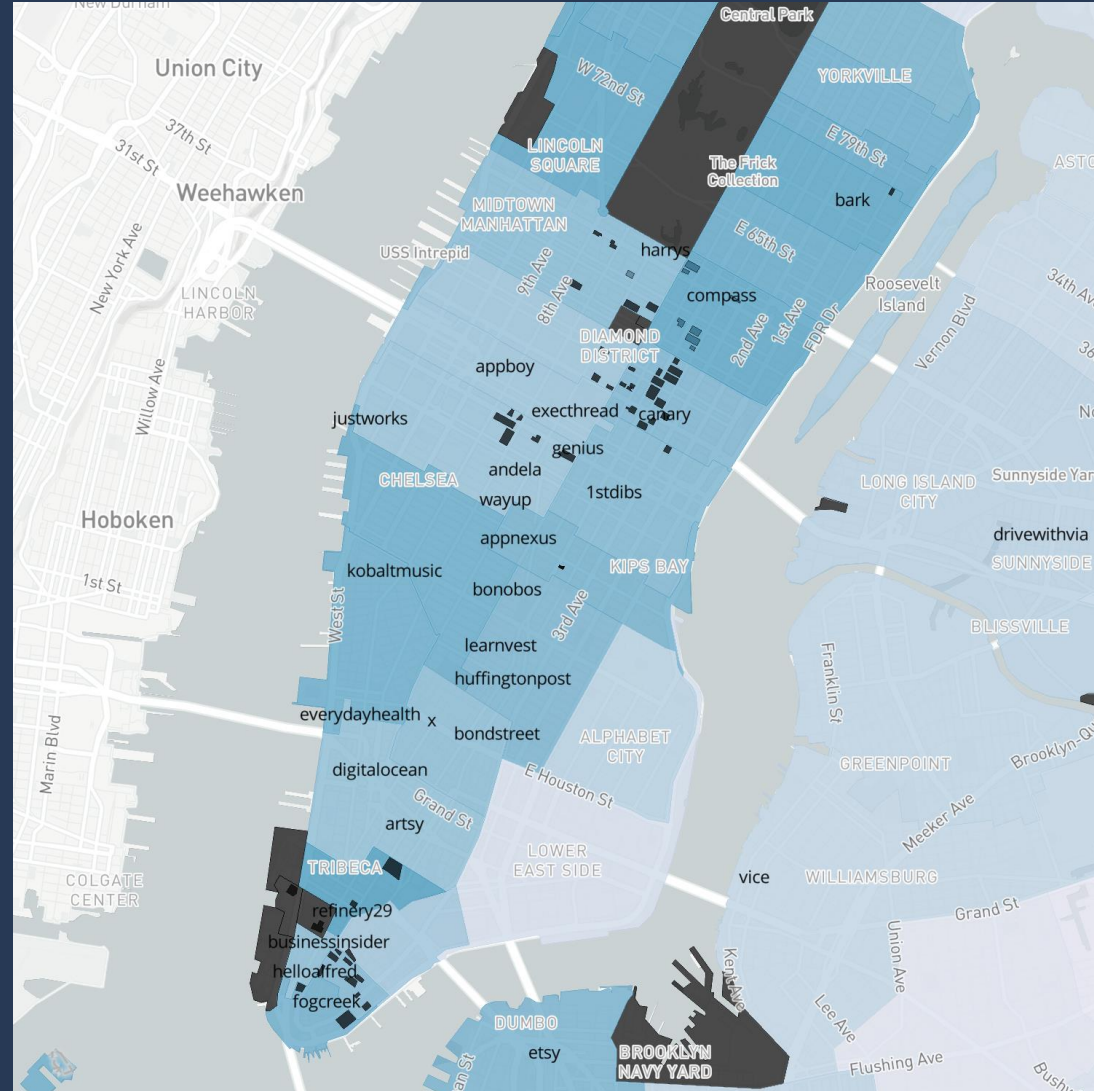 New Durham
Central Park
Union City
W 72nd St
YORKVILLE
37th St
31st St
E 79th St
LINCOLN
SQUARE
The Frick
Collection
Weehawken
bark
MIDTOWN
MANHATTAN
E 65th St
harrys
USS Intrepid
9th Ave
8th Ave
New York Ave
LINCOLN
HARBOR
Roosevelt
Island
compass
1st Ave
2nd Ave
FDR Dr
34th Av
Vernon Blvd
DIAMOND
DISTRICT
appboy
Willow Ave
justworks
execthread
canary
genius
CHELSEA
andela
wayup
1stdibs
LONG ISLAND
CITY
Sunnyside Yar
Hoboken
appnexus
drivewithvia
SUNNYSIDE
1st St
kobaltmusic
KIPS BAY
bonobos
West St
3rd Ave
BLISSVILLE
learnvest
huffingtonpost
Franklin St
everydayhealth
x
bondstreet
ALPHABET
CITY
Marin Blvd
Brooklyn-Qu
GREENPOINT
digitalocean
E Houston St
Grand St
artsy
Meeker Ave
LOWER
EAST SIDE
TRIBECA
COLGATE
CENTER
vice
WILLIAMSBURG
Grand St
refinery29
businessinsider
Union Ave
helloalfred
Kent Ave
fogcreek
Lee Ave
DUMBO
etsy
BROOKLYN
NAVY YARD
Flushing Ave